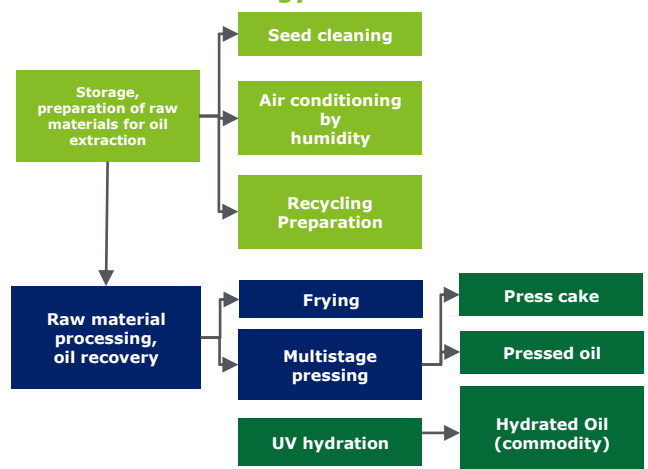 Seed cleaning
Storage,
preparation of raw
materials for oil
extraction
Air conditioning
by
humidity
Recycling
Preparation
Raw material
processing,
oil recovery
Frying
Multistage
pressing
Press cake
Pressed oil
UV hydration
Hydrated Oil
(commodity)